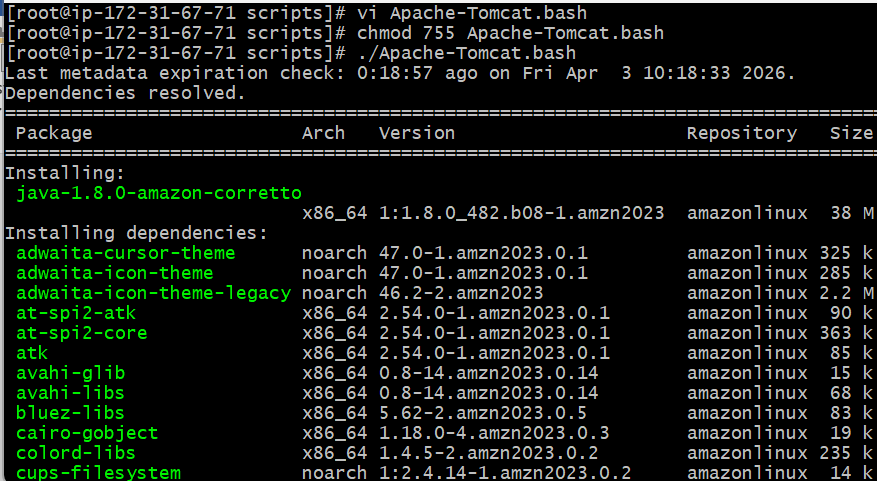 [root@ip-172-31-67-71 scripts]# vi Apache-Tomcat.bash
[root@ip-172-31-67-71 scripts]# chmod 755 Apache-Tomcat.bash
[root@ip-172-31-67-71 scripts]# ./Apache-Tomcat.bash
Last metadata expiration check: 0:18:57 ago on Fri Apr  3 10:18:33 2026.
Dependencies resolved.
================================================================================
 Package                   Arch   Version                     Repository   Size
================================================================================
Installing:
 java-1.8.0-amazon-corretto
                           x86_64 1:1.8.0_482.b08-1.amzn2023  amazonlinux  38 M
Installing dependencies:
 adwaita-cursor-theme      noarch 47.0-1.amzn2023.0.1         amazonlinux 325 k
 adwaita-icon-theme        noarch 47.0-1.amzn2023.0.1         amazonlinux 285 k
 adwaita-icon-theme-legacy noarch 46.2-2.amzn2023             amazonlinux 2.2 M
 at-spi2-atk               x86_64 2.54.0-1.amzn2023.0.1       amazonlinux  90 k
 at-spi2-core              x86_64 2.54.0-1.amzn2023.0.1       amazonlinux 363 k
 atk                       x86_64 2.54.0-1.amzn2023.0.1       amazonlinux  85 k
 avahi-glib                x86_64 0.8-14.amzn2023.0.14        amazonlinux  15 k
 avahi-libs                x86_64 0.8-14.amzn2023.0.14        amazonlinux  68 k
 bluez-libs                x86_64 5.62-2.amzn2023.0.5         amazonlinux  83 k
 cairo-gobject             x86_64 1.18.0-4.amzn2023.0.3       amazonlinux  19 k
 colord-libs               x86_64 1.4.5-2.amzn2023.0.2        amazonlinux 235 k
 cups-filesystem           noarch 1:2.4.14-1.amzn2023.0.2     amazonlinux  14 k